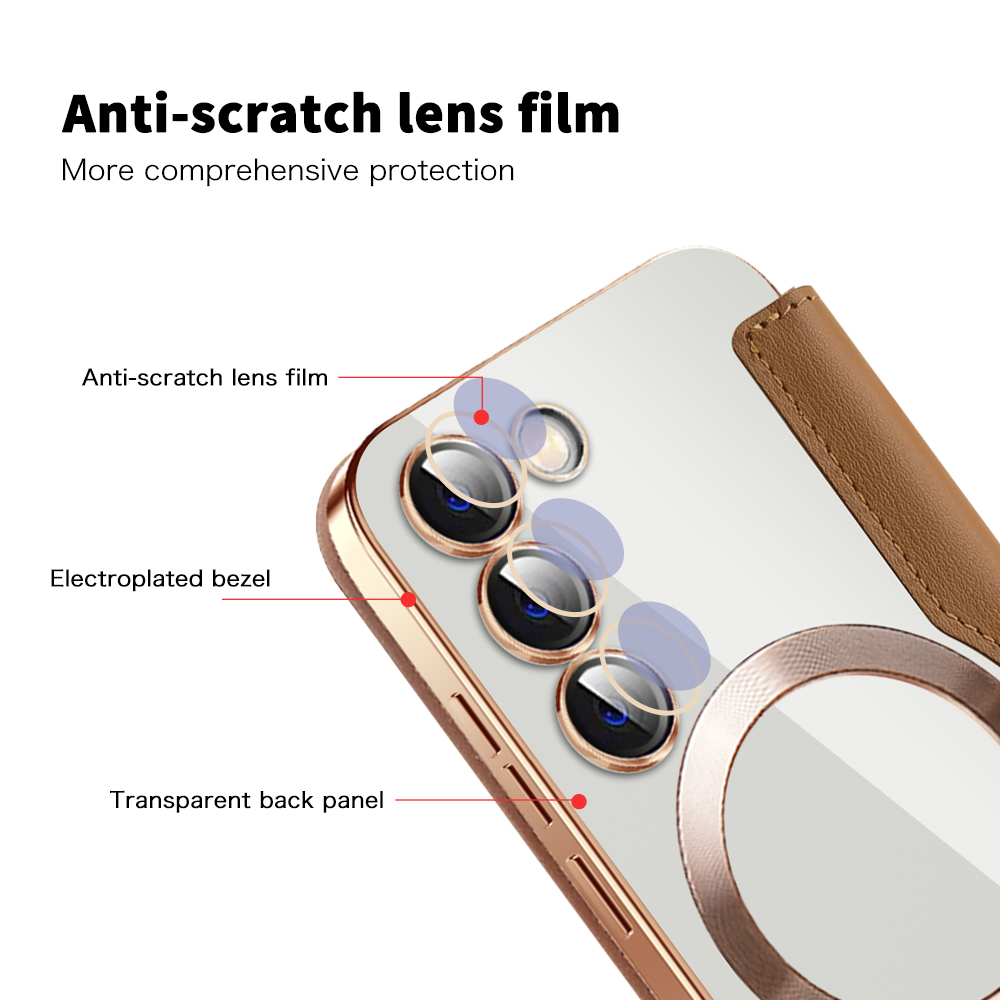 Anti-scratch lens film
More comprehensive protection
Anti-scratch lens film
Electroplated bezel
Transparent back panel